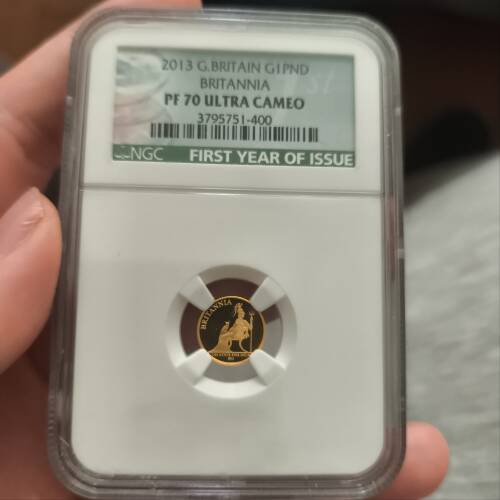 2013 G.BRITAIN G1PND
BRITANNIA
PF 70 ULTRA CAMEO
3795751-400
NGC FIRST YEAR OF ISSUE
BRITANNIA